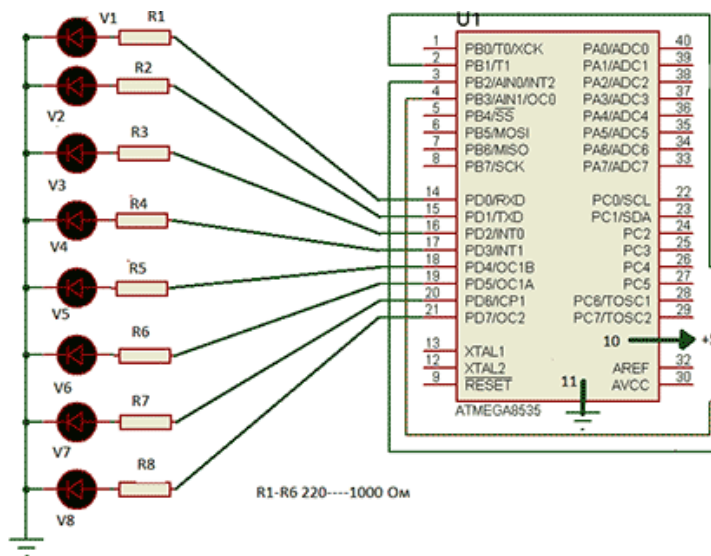 V1
R1
R2
V2
R3
V3
R4
V4
R5
V5
R6
V6
R7
V7
R8
V8
R1-R6 220----1000 Ом
U1
1 PB0/T0/XCK PA0/ADC0 40
2 PB1/T1 PA1/ADC1 39
3 PB2/AIN0/INT2 PA2/ADC2 38
4 PB3/AIN1/OC0 PA3/ADC3 37
5 PB4/SS PA4/ADC4 36
6 PB5/MOSI PA5/ADC5 35
7 PB6/MISO PA6/ADC6 34
8 PB7/SCK PA7/ADC7 33
14 PD0/RXD PC0/SCL 22
15 PD1/TXD PC1/SDA 23
16 PD2/INT0 PC2 24
17 PD3/INT1 PC3 25
18 PD4/OC1B PC4 26
19 PD5/OC1A PC5 27
20 PD6/ICP1 PC6/TOSC1 28
21 PD7/OC2 PC7/TOSC2 29
10
13 XTAL1
12 XTAL2 AREF 32
9 RESET AVCC 30
11
ATMEGA8535